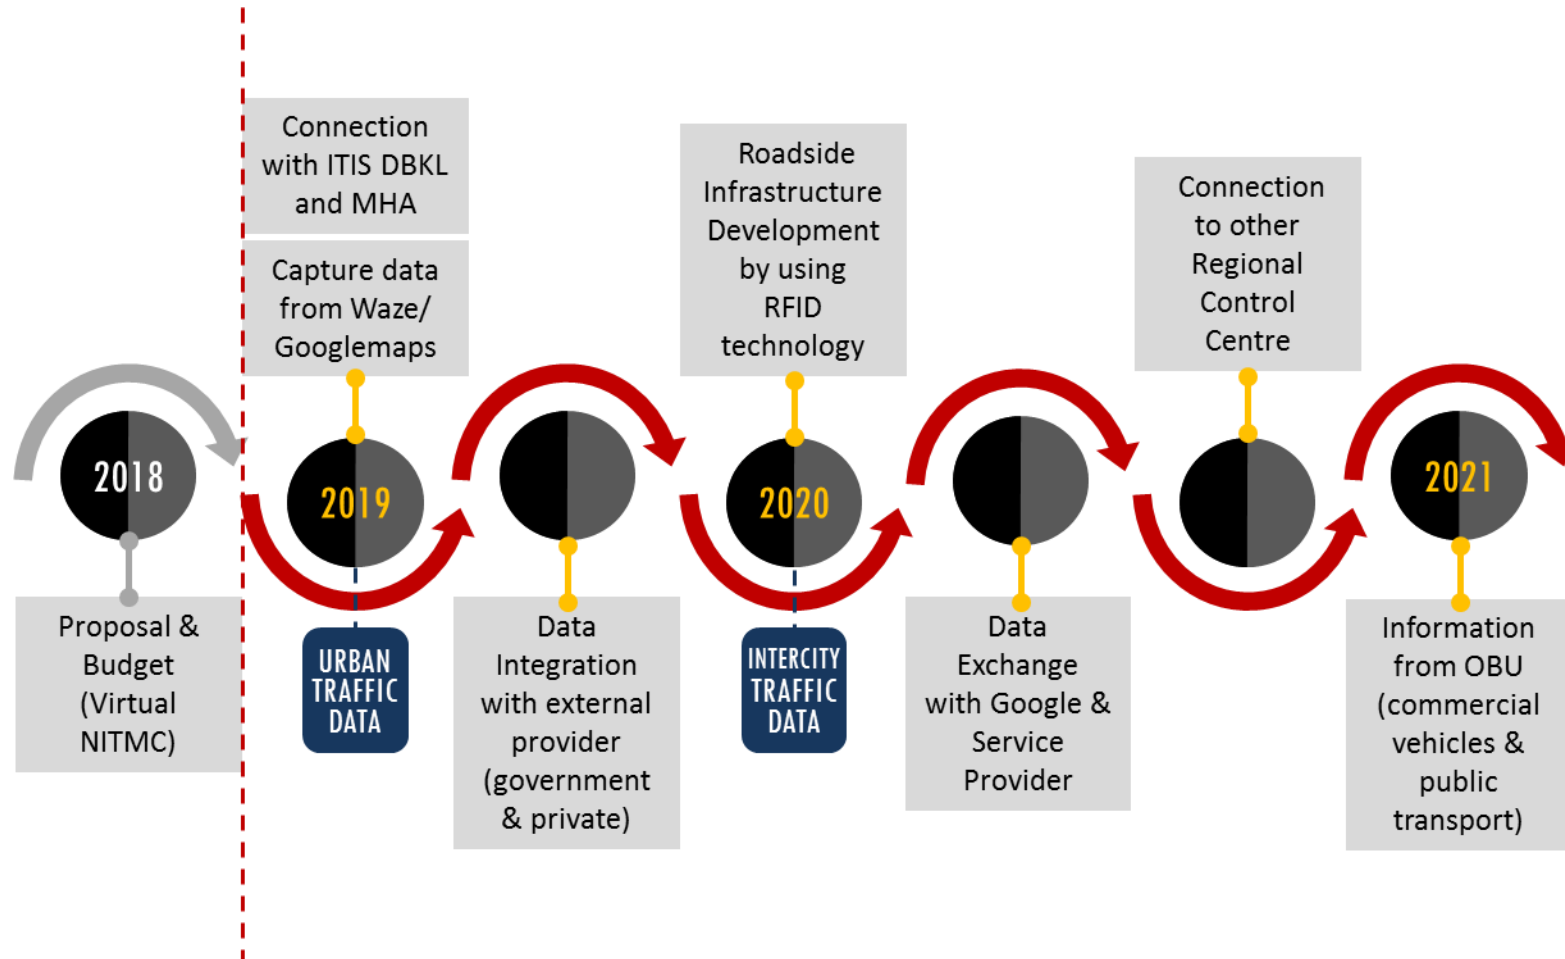 2018
Proposal &
Budget
(Virtual
NITMC)
Connection
with ITIS DBKL
and MHA
Capture data
from Waze/
Googlemaps
2019
URBAN
TRAFFIC
DATA
Data
Integration
with external
provider
(government
& private)
Roadside
Infrastructure
Development
by using
RFID
technology
2020
INTERCITY
TRAFFIC
DATA
Data
Exchange
with Google &
Service
Provider
Connection
to other
Regional
Control
Centre
2021
Information
from OBU
(commercial
vehicles &
public
transport)